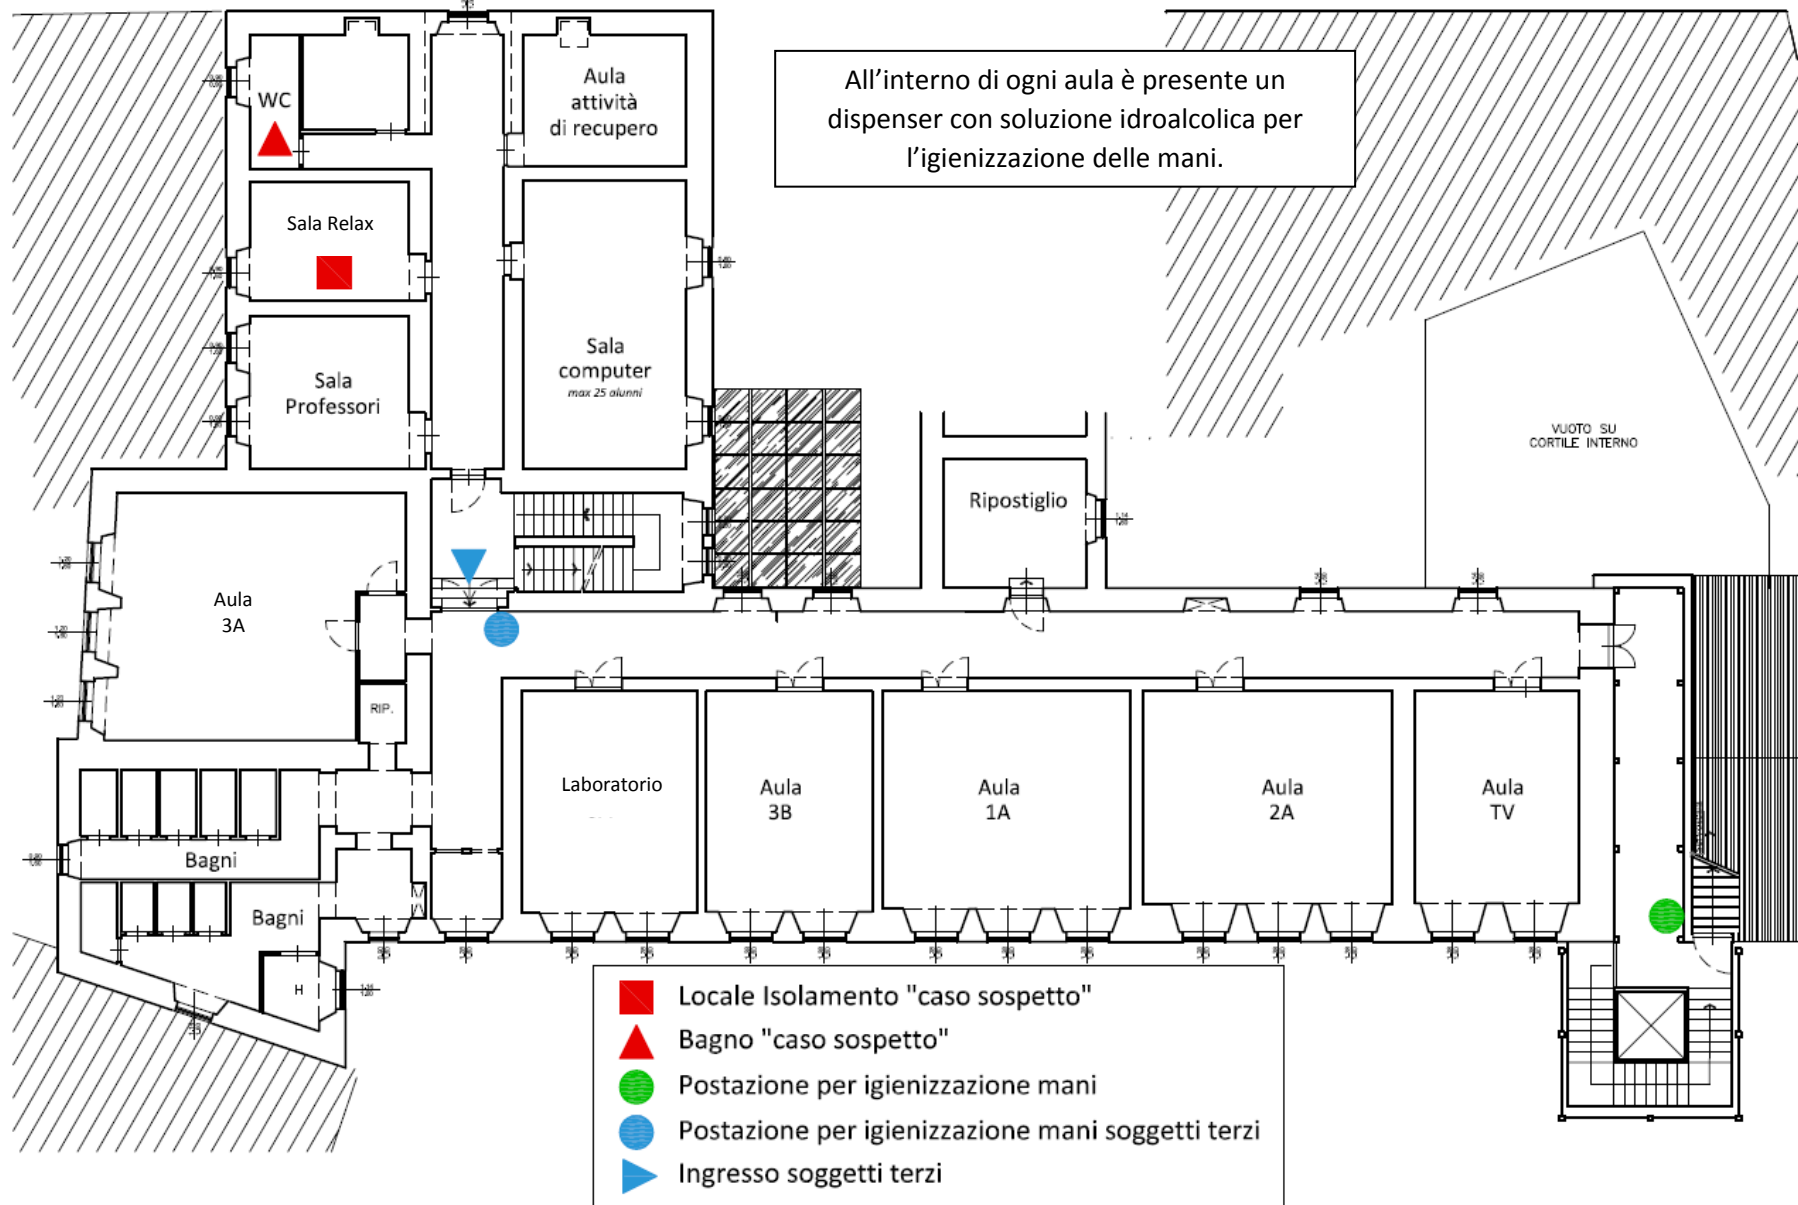 All'interno di ogni aula è presente un
dispenser con soluzione idroalcolica per
l'igienizzazione delle mani.
WC
Aula
attività
di recupero
Sala Relax
Sala
Professori
Sala
computer
max 25 alunni
VUOTO SU
CORTILE INTERNO
Ripostiglio
Aula
3A
RIP.
Laboratorio
Aula
3B
Aula
1A
Aula
2A
Aula
TV
Bagni
Bagni
H
Locale Isolamento "caso sospetto"
Bagno "caso sospetto"
Postazione per igienizzazione mani
Postazione per igienizzazione mani soggetti terzi
Ingresso soggetti terzi